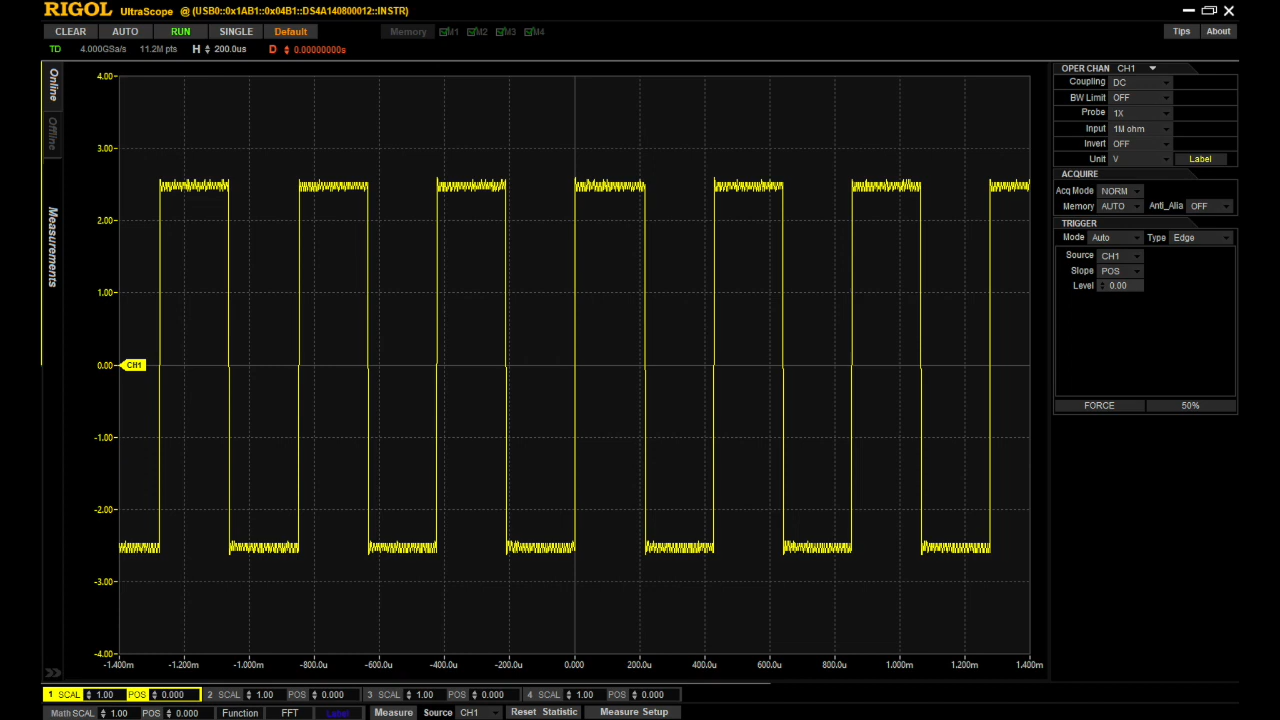 RIGOL UltraScope @ (USB0::0x1AB1::0x04B1::DS4A140800012::INSTR)
CLEAR AUTO RUN SINGLE Default Memory M1 M2 M3 M4 Tips About
TD 4.000GSa/s 11.2M pts H 200.0us D 0.00000000s
Online
Offline
Measurements
4.00
3.00
2.00
1.00
0.00
CH1
-1.00
-2.00
-3.00
-4.00
-1.400m -1.200m -1.000m -800.0u -600.0u -400.0u -200.0u 0.000 200.0u 400.0u 600.0u 800.0u 1.000m 1.200m 1.400m
OPER CHAN CH1
Coupling DC
BW Limit OFF
Probe 1X
Input 1M ohm
Invert OFF
Unit V Label
ACQUIRE
Acq Mode NORM
Memory AUTO Anti_Alia OFF
TRIGGER
Mode Auto Type Edge
Source CH1
Slope POS
Level 0.00
FORCE 50%
1 SCAL 1.00 POS 0.000 2 SCAL 1.00 POS 0.000 3 SCAL 1.00 POS 0.000 4 SCAL 1.00 POS 0.000
Math SCAL 1.00 POS 0.000 Function FFT Label Measure Source CH1 Reset Statistic Measure Setup